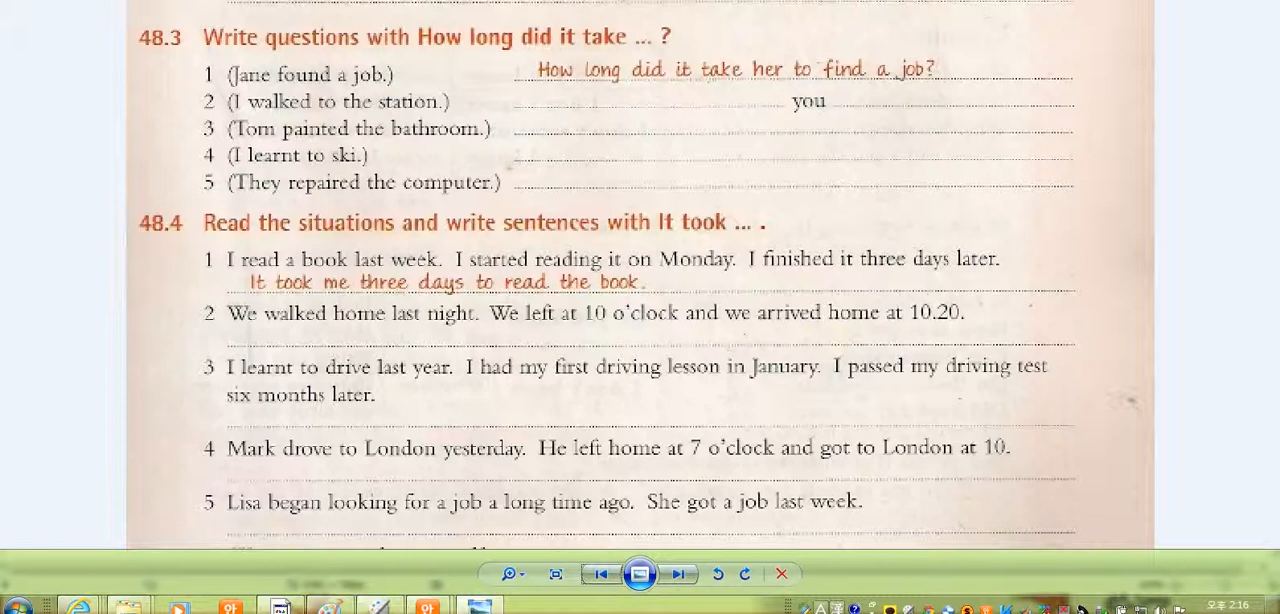 48.3 Write questions with How long did it take ... ?
1 (Jane found a job.) How long did it take her to find a job?
2 (I walked to the station.) you
3 (Tom painted the bathroom.)
4 (I learnt to ski.)
5 (They repaired the computer.)
48.4 Read the situations and write sentences with It took ... .
1 I read a book last week. I started reading it on Monday. I finished it three days later.
It took me three days to read the book.
2 We walked home last night. We left at 10 o'clock and we arrived home at 10.20.
3 I learnt to drive last year. I had my first driving lesson in January. I passed my driving test
six months later.
4 Mark drove to London yesterday. He left home at 7 o'clock and got to London at 10.
5 Lisa began looking for a job a long time ago. She got a job last week.
오후 2:16